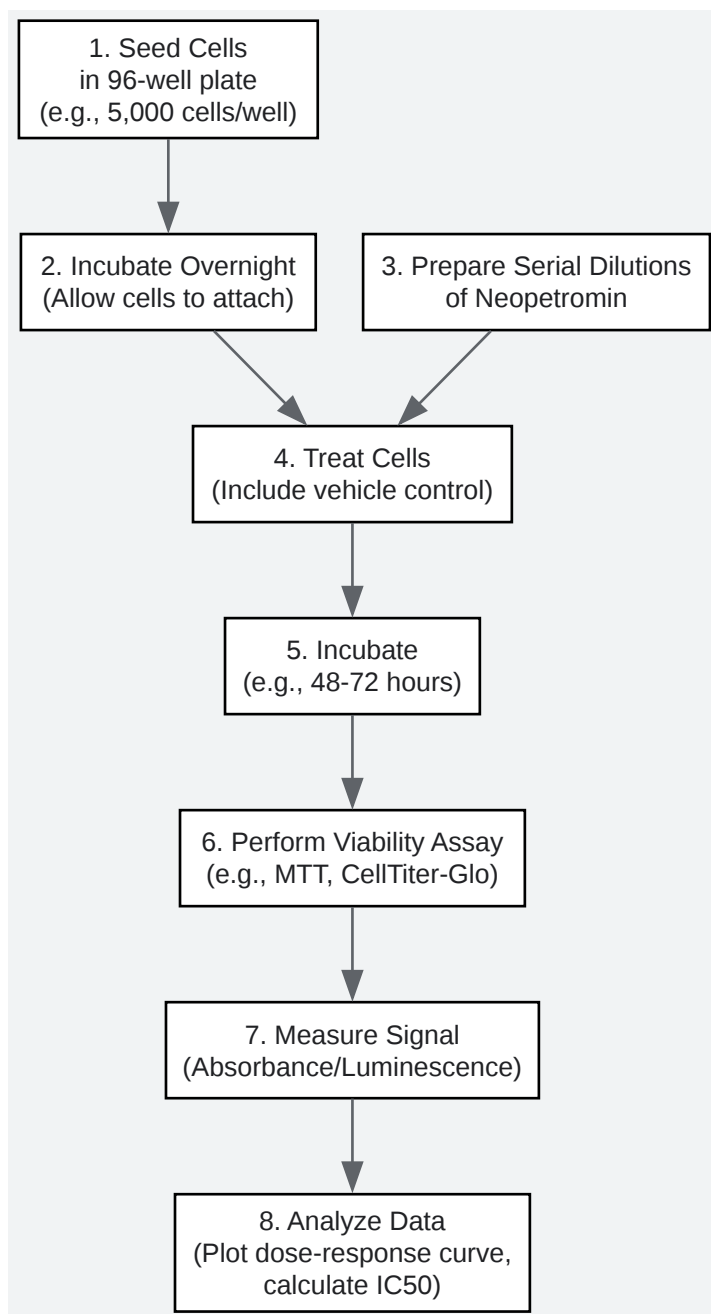 1. Seed Cells
in 96-well plate
(e.g., 5,000 cells/well)
2. Incubate Overnight
(Allow cells to attach)
3. Prepare Serial Dilutions
of Neopetromin
4. Treat Cells
(Include vehicle control)
5. Incubate
(e.g., 48-72 hours)
6. Perform Viability Assay
(e.g., MTT, CellTiter-Glo)
7. Measure Signal
(Absorbance/Luminescence)
8. Analyze Data
(Plot dose-response curve,
calculate IC50)